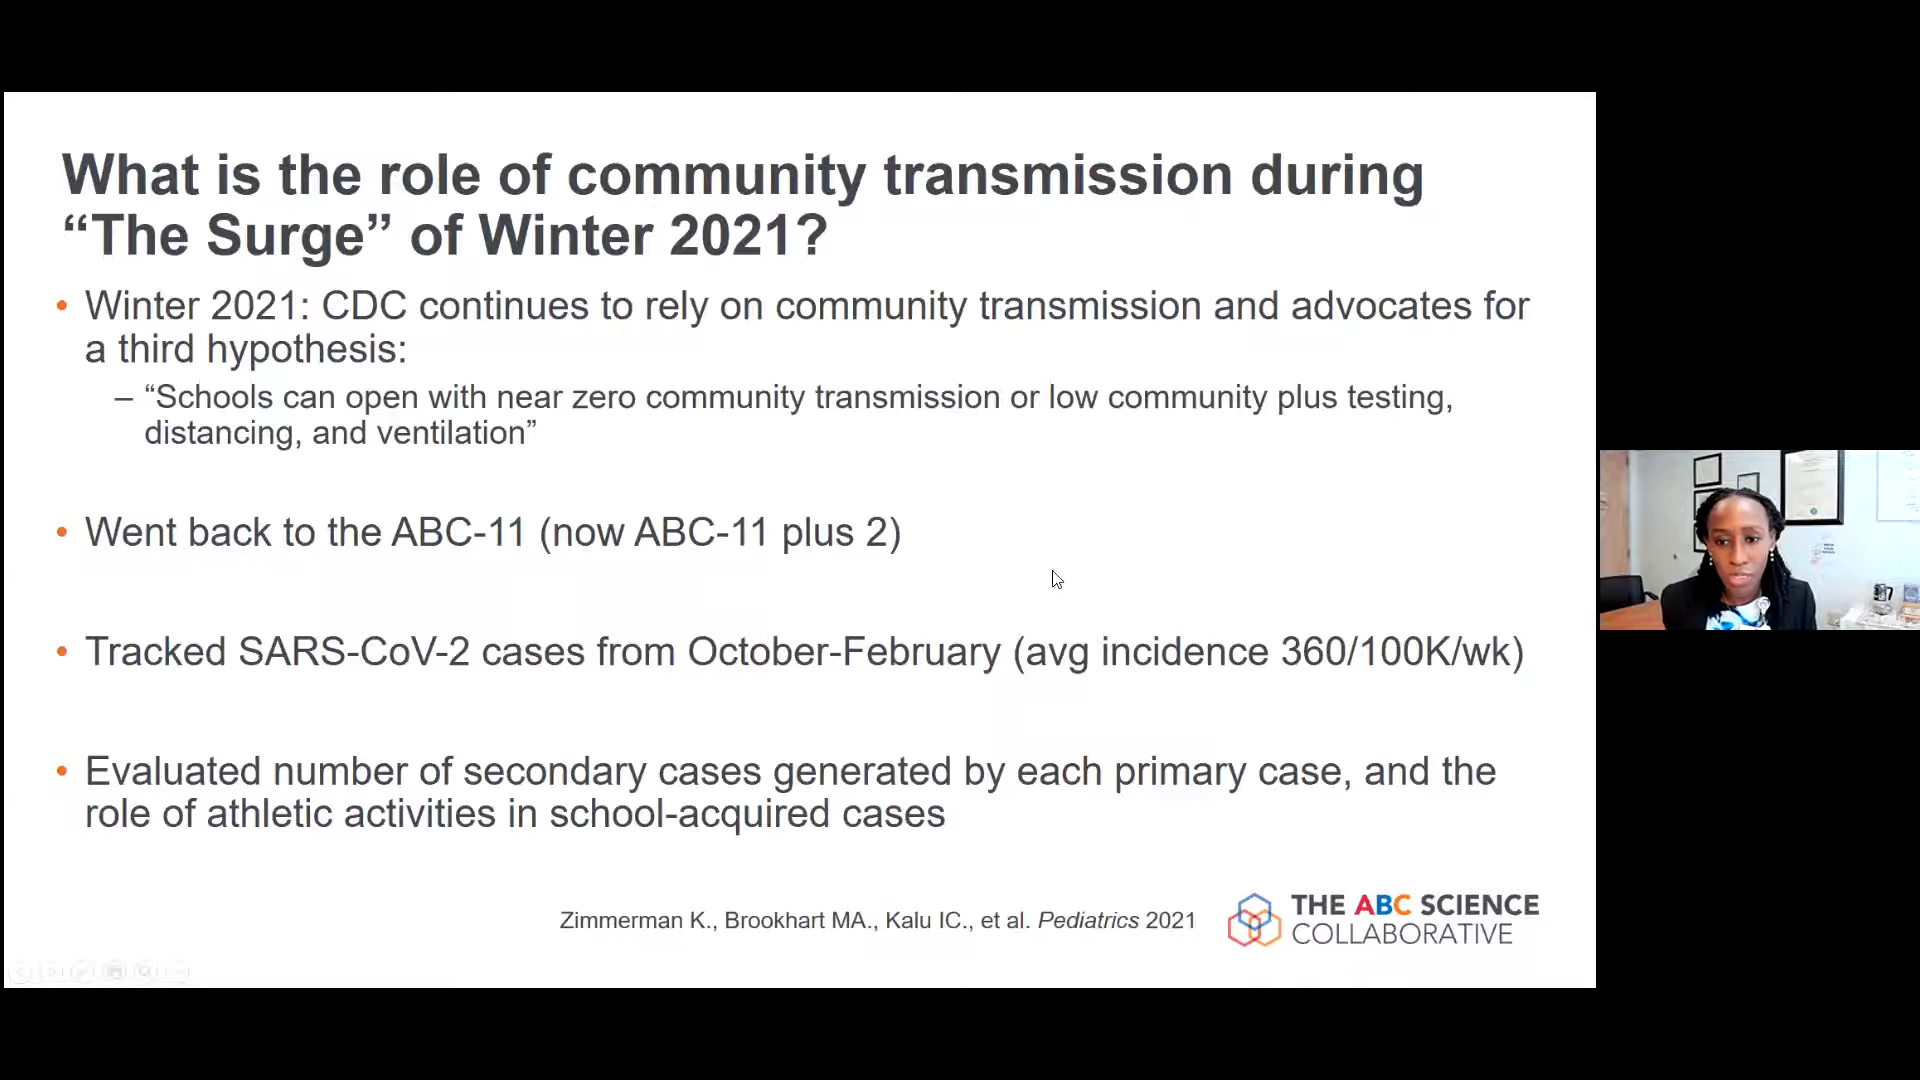 What is the role of community transmission during
“The Surge” of Winter 2021?
• Winter 2021: CDC continues to rely on community transmission and advocates for
a third hypothesis:
– “Schools can open with near zero community transmission or low community plus testing,
distancing, and ventilation”
• Went back to the ABC-11 (now ABC-11 plus 2)
• Tracked SARS-CoV-2 cases from October-February (avg incidence 360/100K/wk)
• Evaluated number of secondary cases generated by each primary case, and the
role of athletic activities in school-acquired cases
Zimmerman K., Brookhart MA., Kalu IC., et al. Pediatrics 2021
THE ABC SCIENCE
COLLABORATIVE